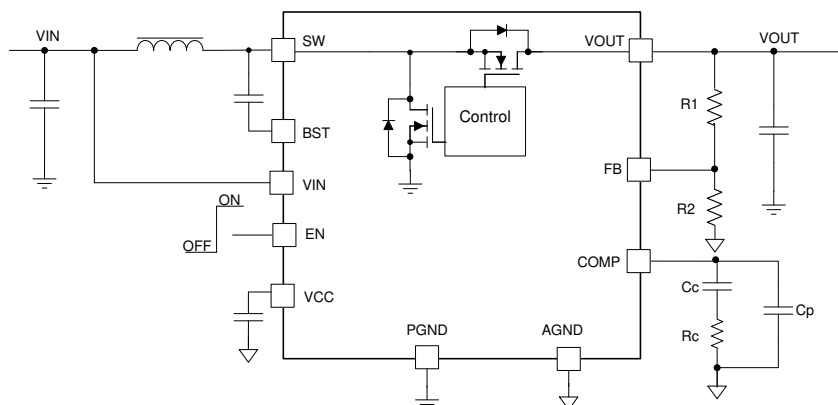 VIN
SW
VOUT
VOUT
R1
Control
BST
FB
VIN
ON
R2
EN
OFF
COMP
VCC
Cc
Cp
PGND
AGND
Rc